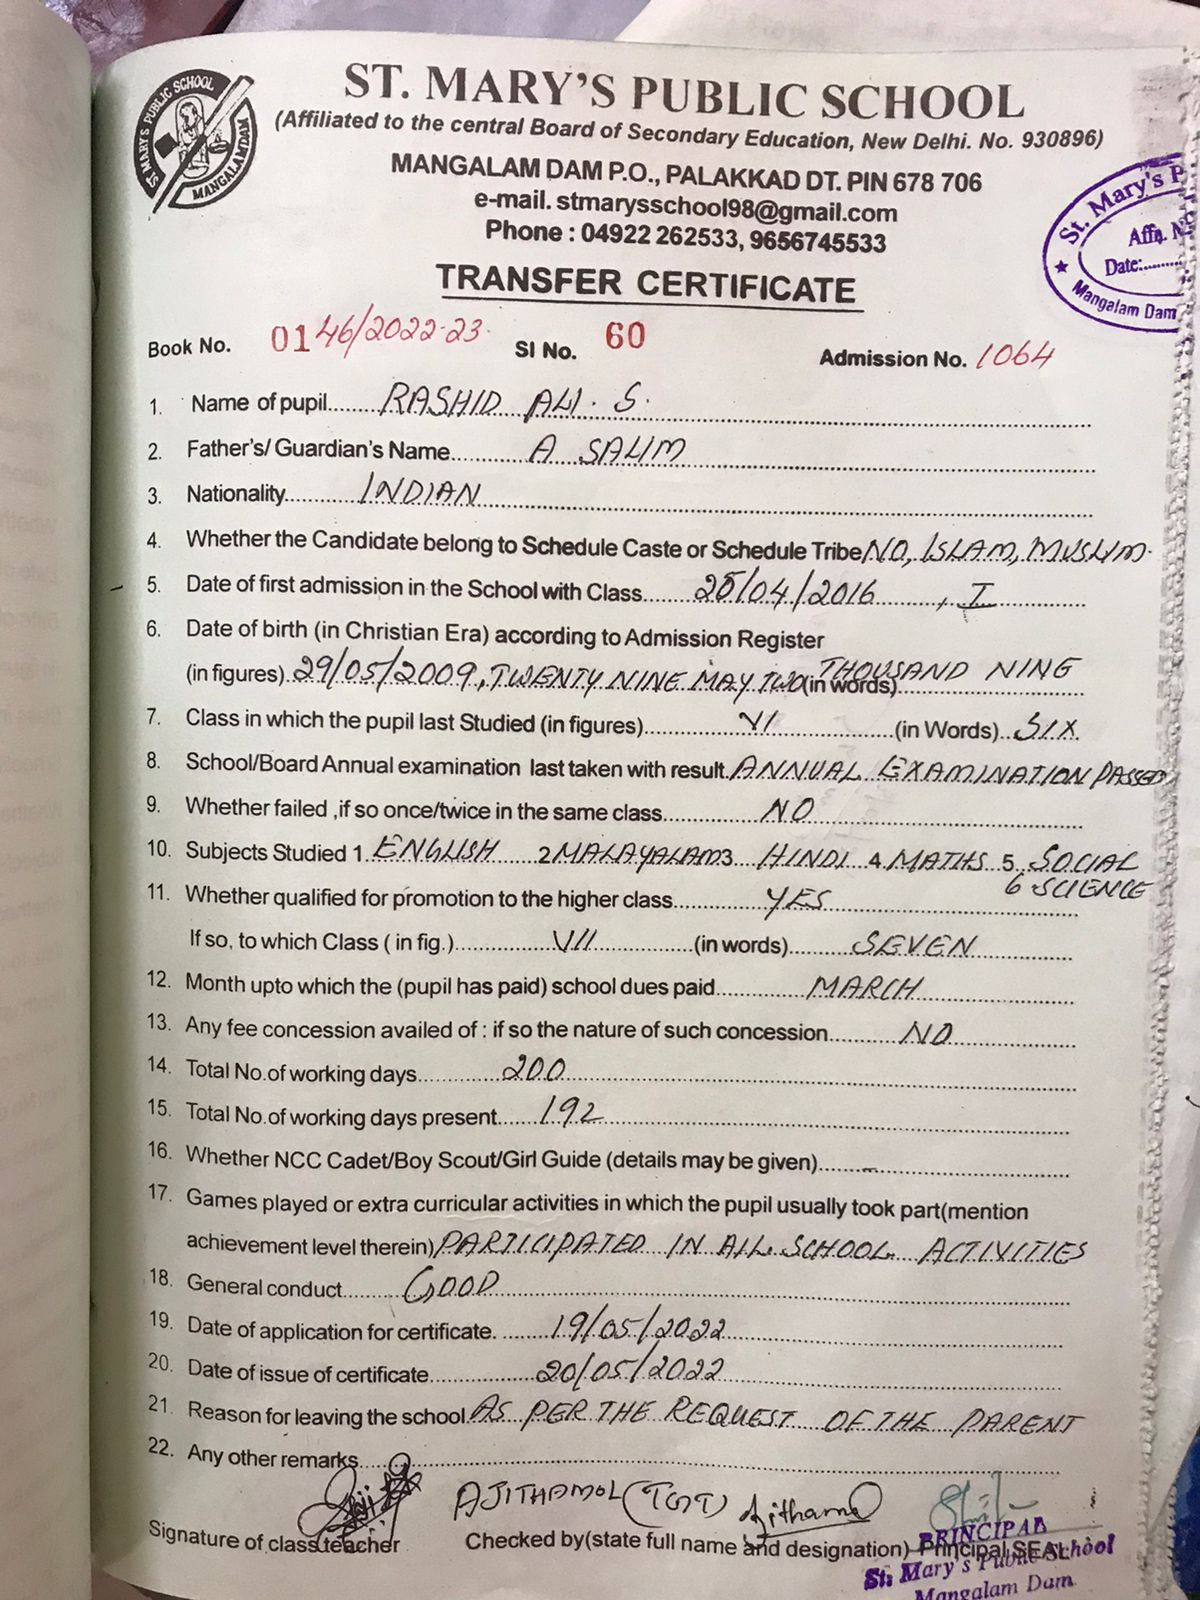 ST. MARY'S PUBLIC SCHOOL
(Affiliated to the central Board of Secondary Education, New Delhi. No. 930896)
MANGALAM DAM P.O., PALAKKAD DT. PIN 678 706
e-mail. stmarysschool98@gmail.com
Phone : 04922 262533, 9656745533
ST MARY'S PUBLIC SCHOOL
MANGALAMDAM
St. Mary's P
Affn. No
Date:.........
Mangalam Dam
TRANSFER CERTIFICATE
Book No. 0146/2022-23 SI No. 60 Admission No. 1064
1. Name of pupil....... RASHID ALI. S.
2. Father's/ Guardian's Name....... A SALIM
3. Nationality....... INDIAN
4. Whether the Candidate belong to Schedule Caste or Schedule Tribe NO, ISLAM, MUSLIM.
5. Date of first admission in the School with Class....... /04/2016 , I
6. Date of birth (in Christian Era) according to Admission Register
(in figures). 29/05/2009, TWENTY NINE MAY TWO (in words) THOUSAND NINE
7. Class in which the pupil last Studied (in figures)....... VI .......(in Words).. SIX
8. School/Board Annual examination last taken with result. ANNUAL EXAMINATION PASSED
9. Whether failed ,if so once/twice in the same class....... NO
10. Subjects Studied 1. ENGLISH 2 MALAYALAM 3 HINDI 4 MATHS 5. SOCIAL
6. SCIENCE
11. Whether qualified for promotion to the higher class....... YES
If so, to which Class ( in fig.)....... VII .......(in words)....... SEVEN
12. Month upto which the (pupil has paid) school dues paid....... MARCH
13. Any fee concession availed of : if so the nature of such concession....... NO
14. Total No.of working days....... 200
15. Total No.of working days present....... 192
16. Whether NCC Cadet/Boy Scout/Girl Guide (details may be given)....... –
17. Games played or extra curricular activities in which the pupil usually took part(mention
achievement level therein) PARTICIPATED IN ALL SCHOOL ACTIVITIES
18. General conduct....... GOOD
19. Date of application for certificate. ....... 19/05/2022
20. Date of issue of certificate....... 20/05/2022
21. Reason for leaving the school AS PER THE REQUEST OF THE PARENT
22. Any other remarks.......
AJITHAMOL (TGT) Ajithamol
Signature of class teacher Checked by(state full name and designation) Principal SEAL
PRINCIPAL
St: Mary's Public School
Mangalam Dam